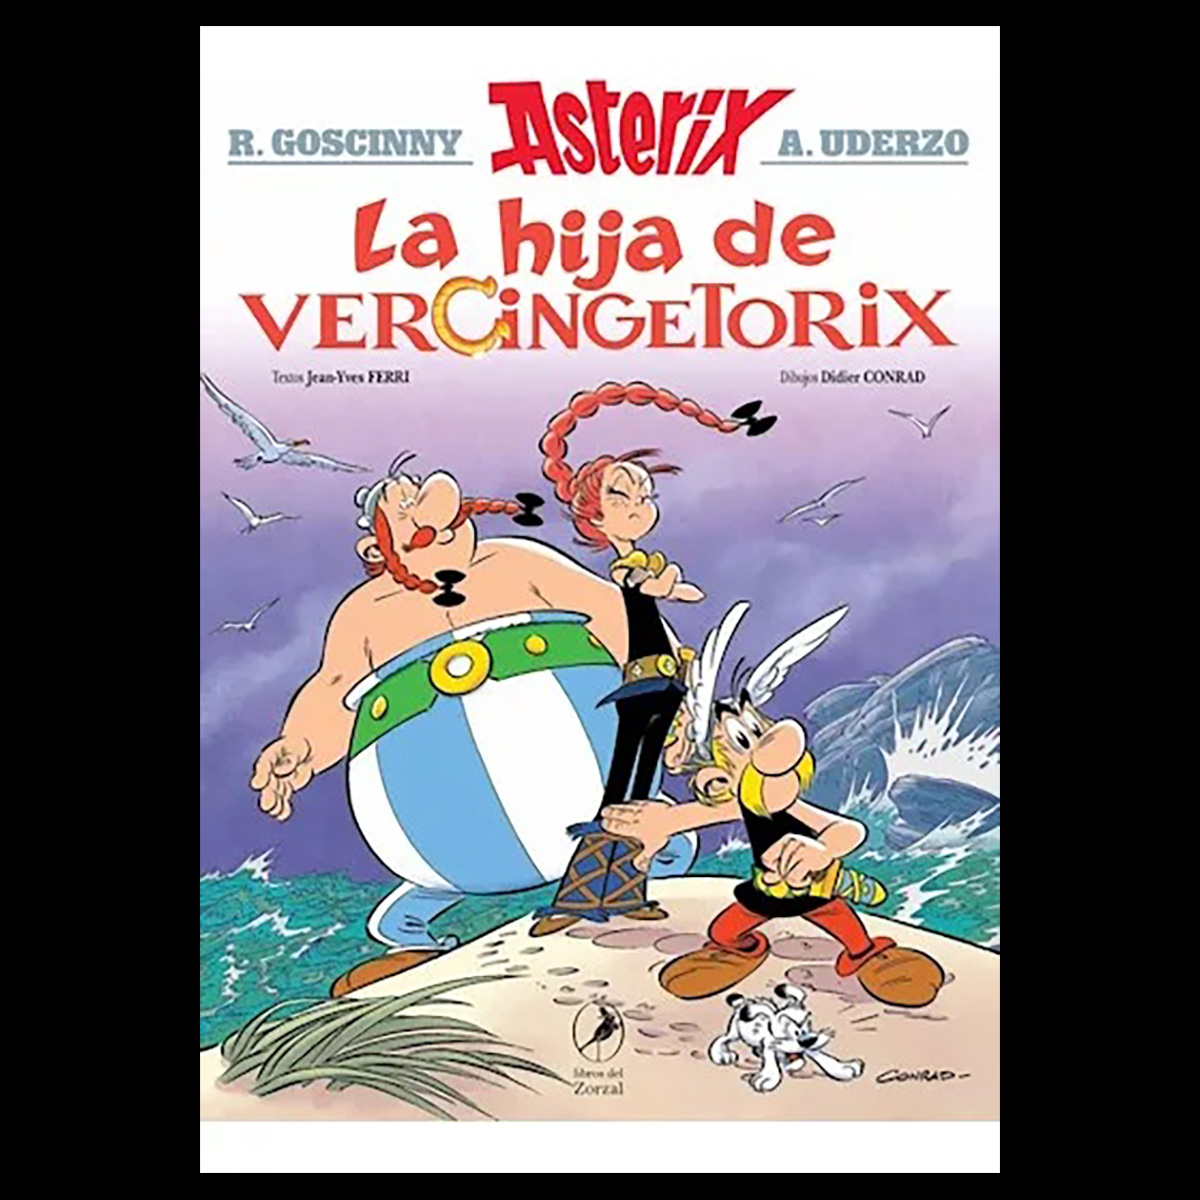 R. GOSCINNY Asterix A. UDERZO
La hija de
VERCiNGETORiX
Textos Jean-Yves FERRI
Dibujos Didier CONRAD
libros del
Zorzal
CONRAD-